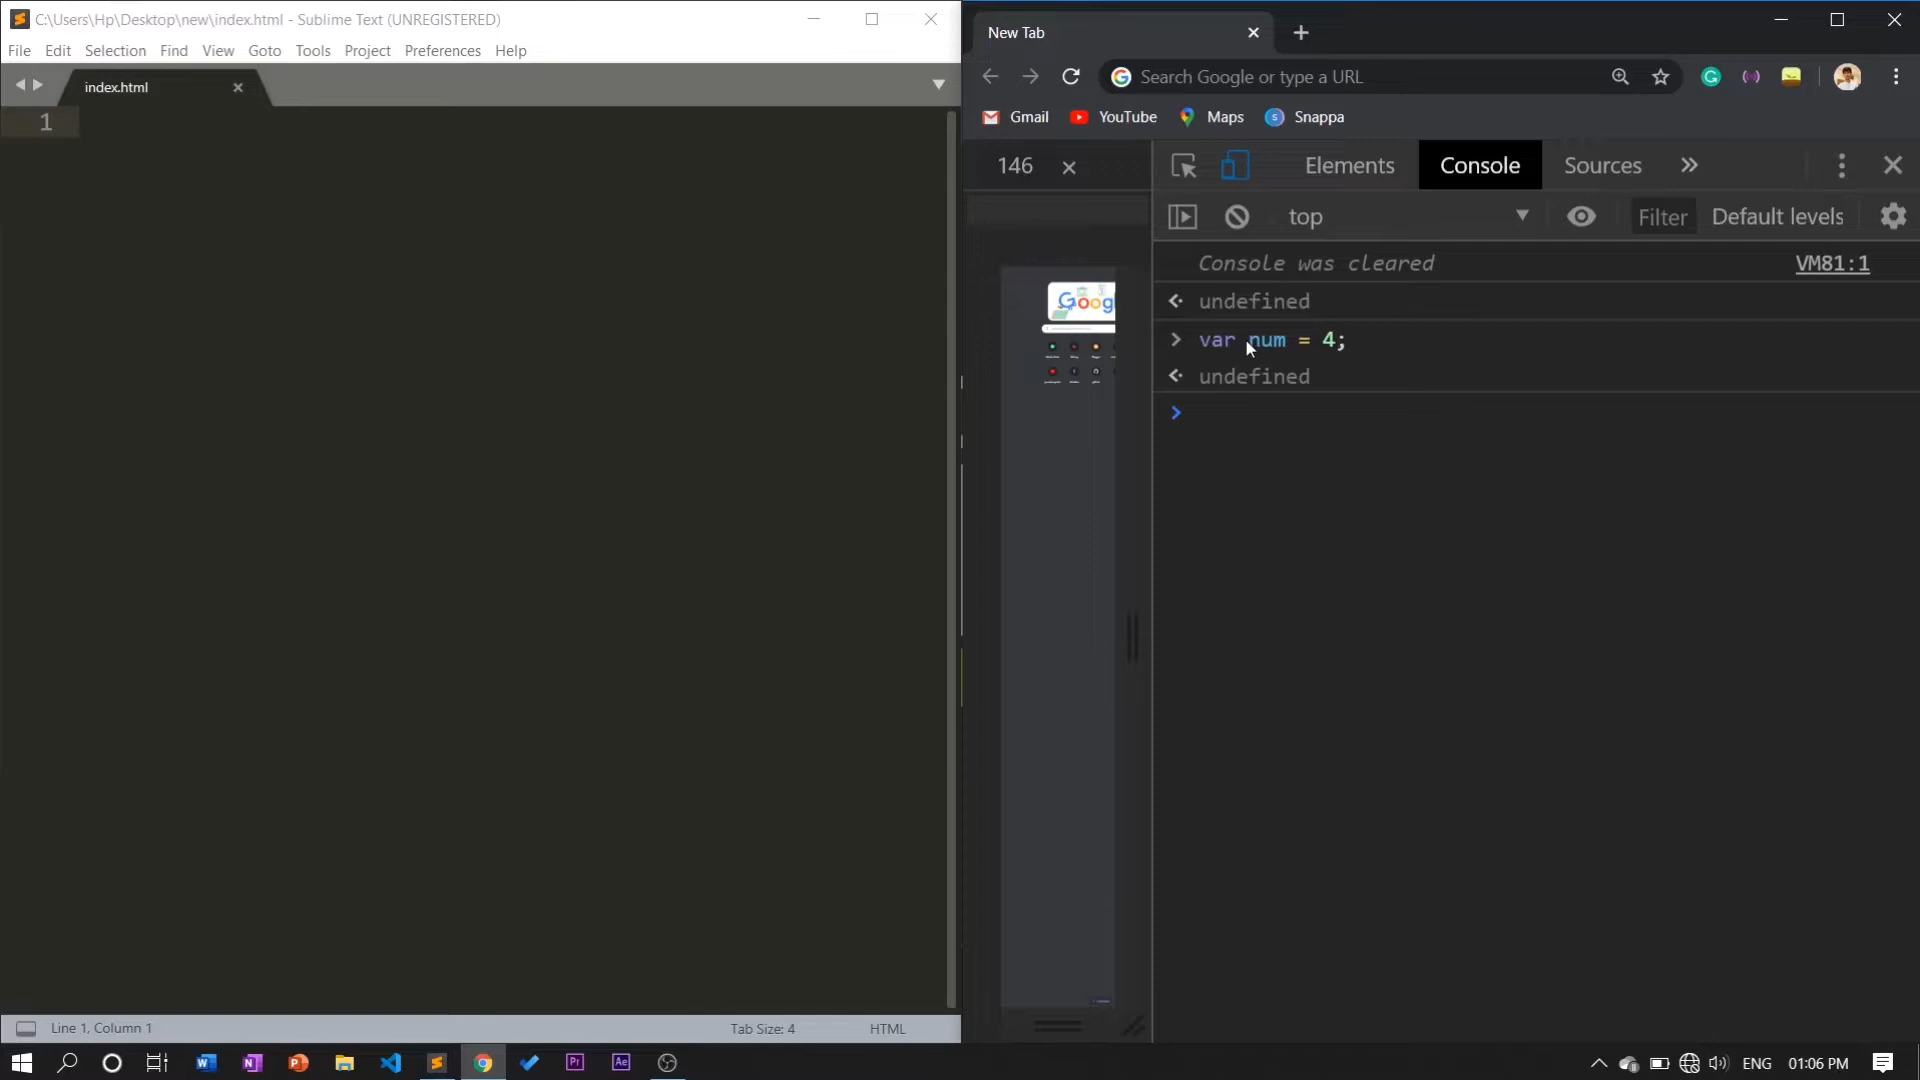 C:\Users\Hp\Desktop\new\index.html - Sublime Text (UNREGISTERED)
File Edit Selection Find View Goto Tools Project Preferences Help
index.html
1
Line 1, Column 1
Tab Size: 4
HTML
New Tab
Search Google or type a URL
Gmail YouTube Maps Snappa
146
Elements Console Sources
top
Filter
Default levels
Console was cleared
VM81:1
undefined
var num = 4;
undefined
Goog
ENG
01:06 PM